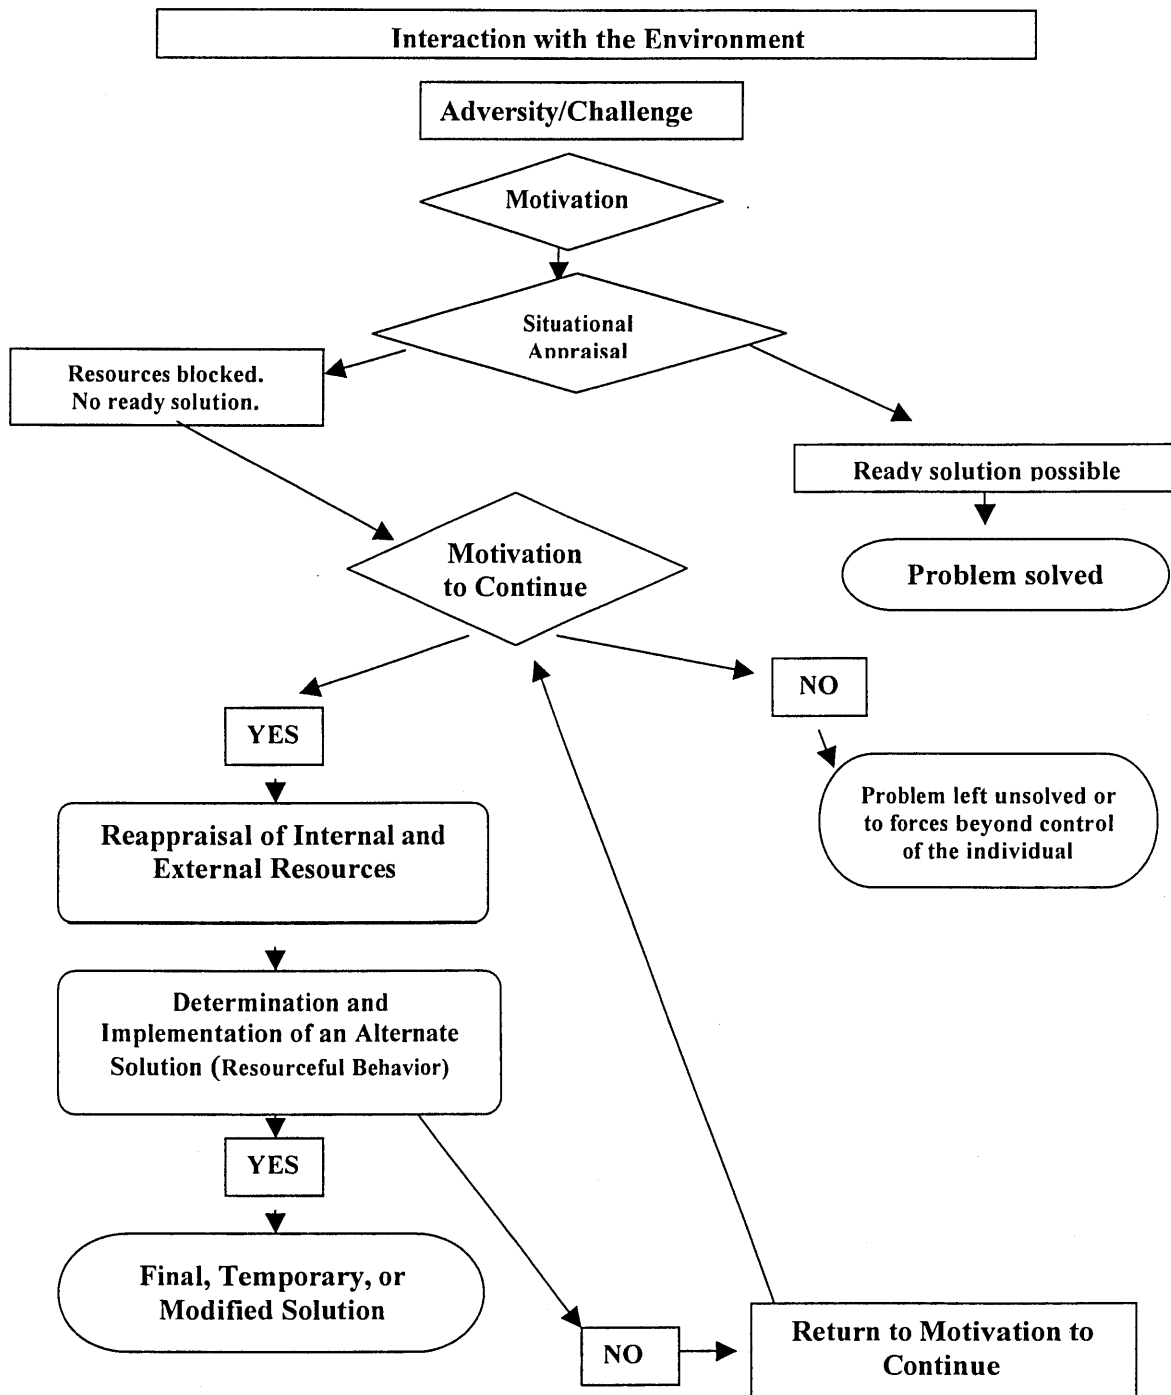 Interaction with the Environment
Adversity/Challenge
Motivation
Situational
Appraisal
Resources blocked.
No ready solution.
Ready solution possible
Motivation
to Continue
Problem solved
NO
YES
Problem left unsolved or
to forces beyond control
of the individual
Reappraisal of Internal and
External Resources
Determination and
Implementation of an Alternate
Solution (Resourceful Behavior)
YES
Final, Temporary, or
Modified Solution
NO
Return to Motivation to
Continue